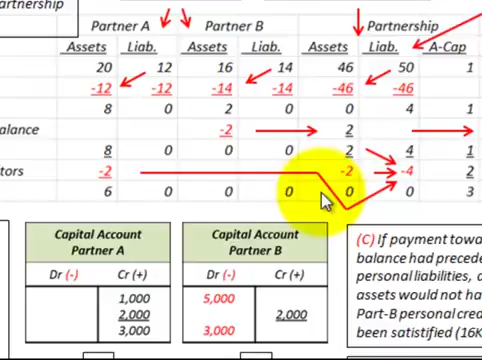 artnership
Partner A Partner B Partnership
Assets Liab. Assets Liab. Assets Liab. A-Cap
20 12 16 14 46 50 1
-12 -12 -14 -14 -46 -46
8 0 2 0 0 4 1
alance -2 2
8 0 0 0 2 4 1
tors -2 -2 -4 2
6 0 0 0 0 0 3
Capital Account
Partner A
Dr (-) Cr (+)
1,000
2,000
3,000
Capital Account
Partner B
Dr (-) Cr (+)
5,000
2,000
3,000
(C) If payment towa
balance had precede
personal liabilities, a
assets would not ha
Part-B personal cred
been satistified (16K